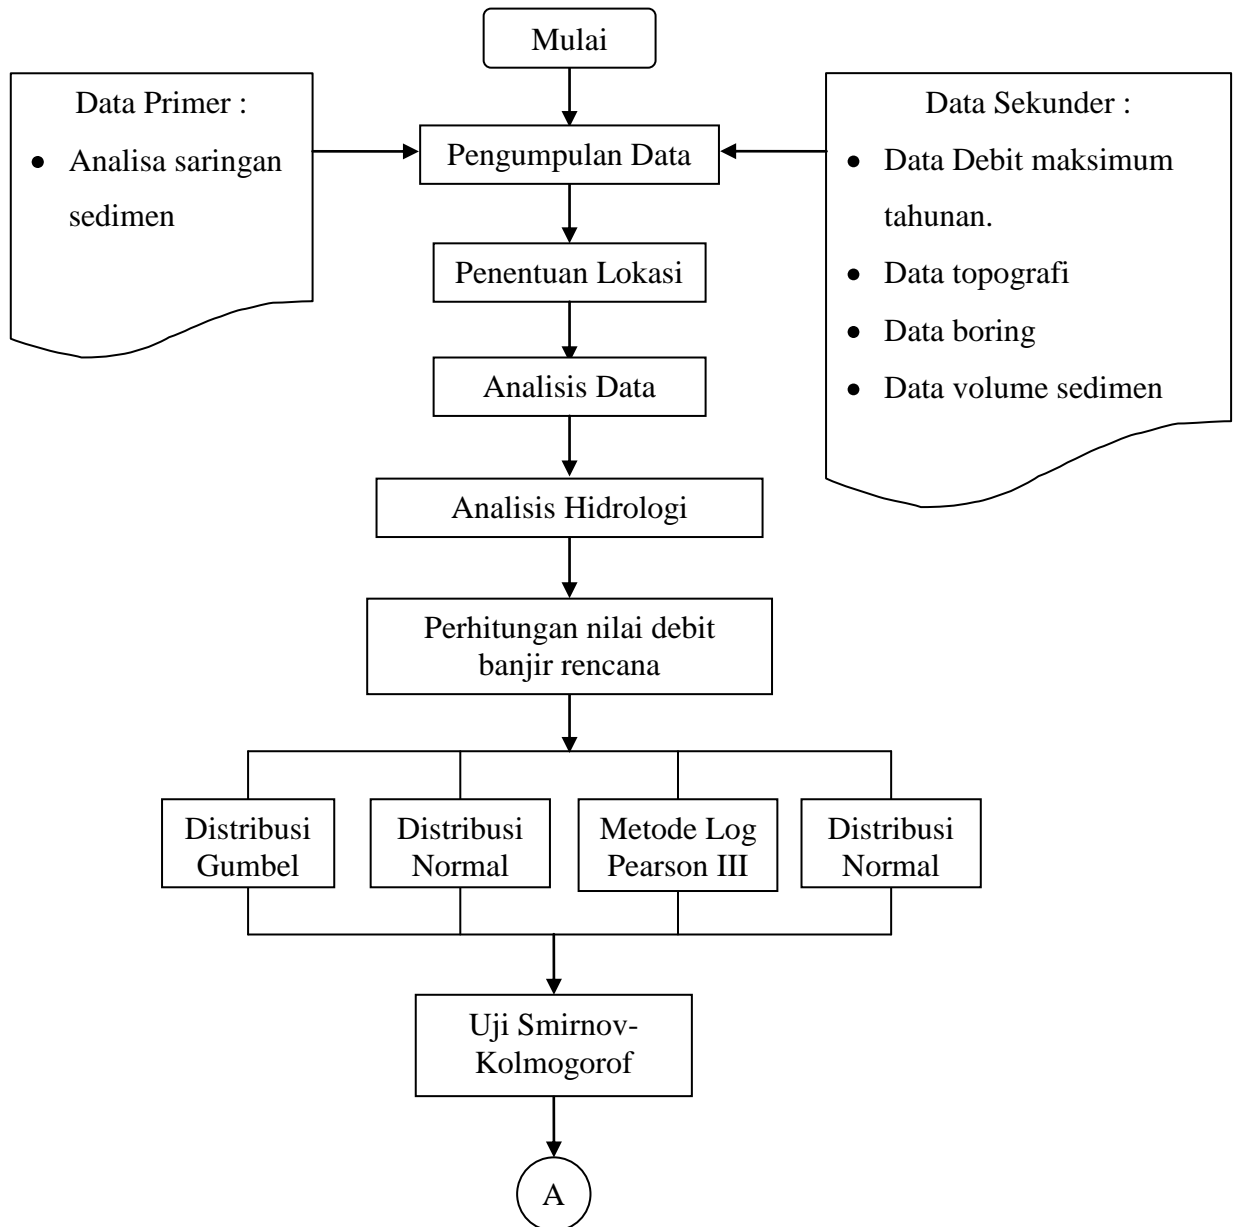 Mulai
Data Primer :
• Analisa saringan
sedimen
Pengumpulan Data
Data Sekunder :
• Data Debit maksimum
tahunan.
• Data topografi
• Data boring
• Data volume sedimen
Penentuan Lokasi
Analisis Data
Analisis Hidrologi
Perhitungan nilai debit
banjir rencana
Distribusi
Gumbel
Distribusi
Normal
Metode Log
Pearson III
Distribusi
Normal
Uji Smirnov-
Kolmogorof
A